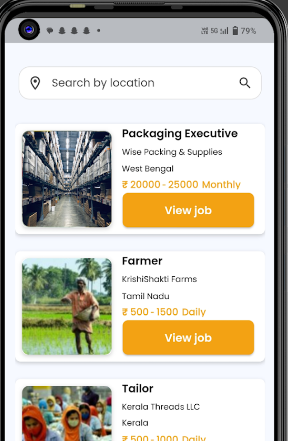 5G 79%
Search by location
Packaging Executive
Wise Packing & Supplies
West Bengal
₹ 20000 - 25000 Monthly
View job
Farmer
KrishiShakti Farms
Tamil Nadu
₹ 500 - 1500 Daily
View job
Tailor
Kerala Threads LLC
Kerala
₹ 500 - 1000 Daily